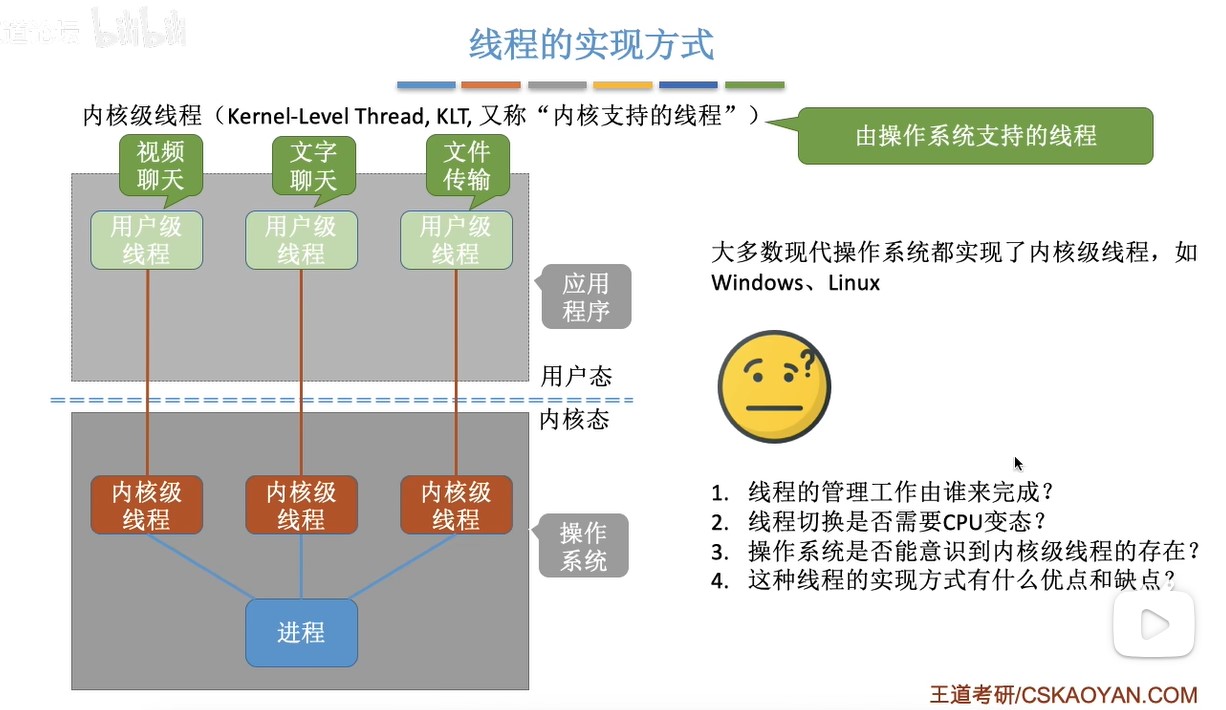 线程的实现方式
内核级线程（Kernel-Level Thread, KLT, 又称“内核支持的线程”）
由操作系统支持的线程
视频
聊天
文字
聊天
文件
传输
用户级
线程
用户级
线程
用户级
线程
应用
程序
用户态
内核态
内核级
线程
内核级
线程
内核级
线程
操作
系统
进程
大多数现代操作系统都实现了内核级线程，如
Windows、Linux
1. 线程的管理工作由谁来完成？
2. 线程切换是否需要CPU变态？
3. 操作系统是否能意识到内核级线程的存在？
4. 这种线程的实现方式有什么优点和缺点？
王道考研/CSKAOYAN.COM
道论坛
bilibili